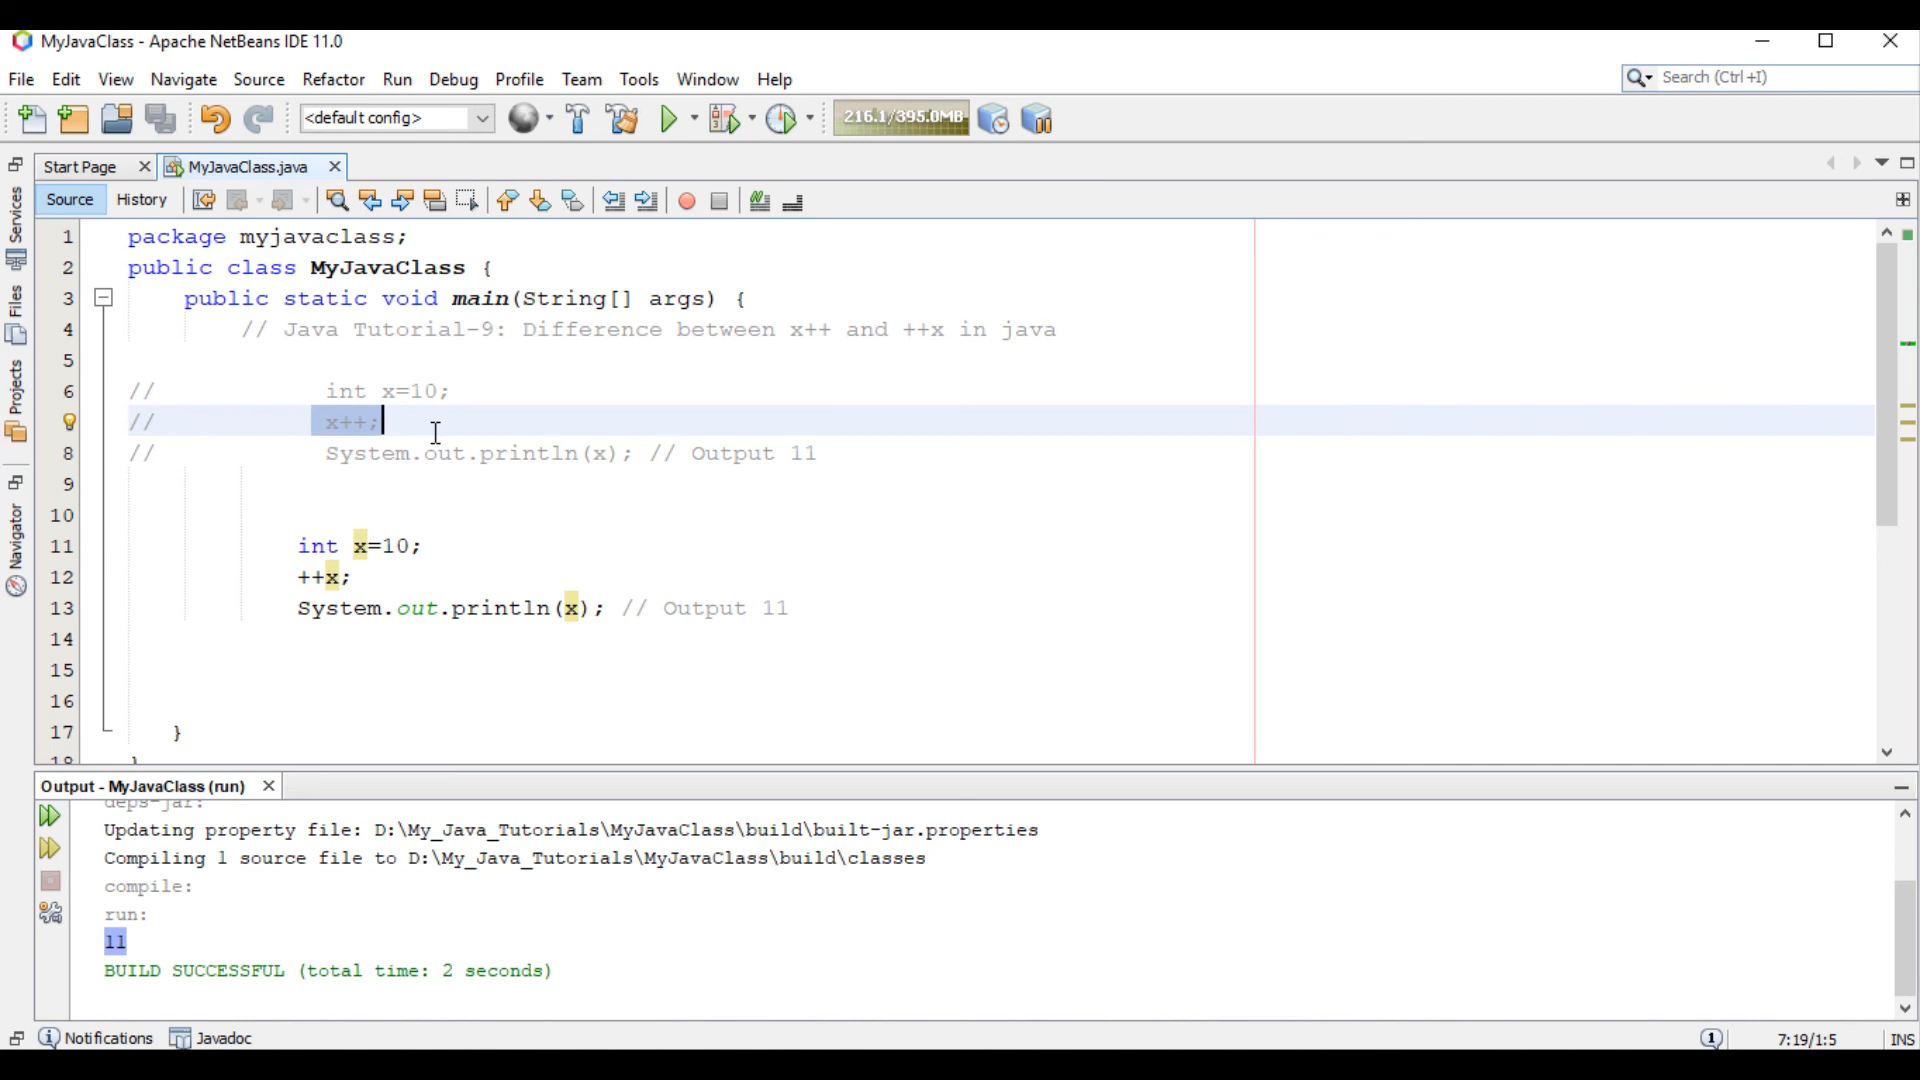 MyJavaClass - Apache NetBeans IDE 11.0
File Edit View Navigate Source Refactor Run Debug Profile Team Tools Window Help
Search (Ctrl+I)
<default config>
216.1/395.0MB
Start Page
MyJavaClass.java
Source History
Services
Files
Projects
Navigator
1 package myjavaclass;
2 public class MyJavaClass {
3 public static void main(String[] args) {
4 // Java Tutorial-9: Difference between x++ and ++x in java
5
6 // int x=10;
// x++;
8 // System.out.println(x); // Output 11
9
10
11 int x=10;
12 ++x;
13 System.out.println(x); // Output 11
14
15
16
17 }
18 }
Output - MyJavaClass (run)
deps-jar:
Updating property file: D:\My_Java_Tutorials\MyJavaClass\build\built-jar.properties
Compiling 1 source file to D:\My_Java_Tutorials\MyJavaClass\build\classes
compile:
run:
11
BUILD SUCCESSFUL (total time: 2 seconds)
Notifications Javadoc
1 7:19/1:5 INS